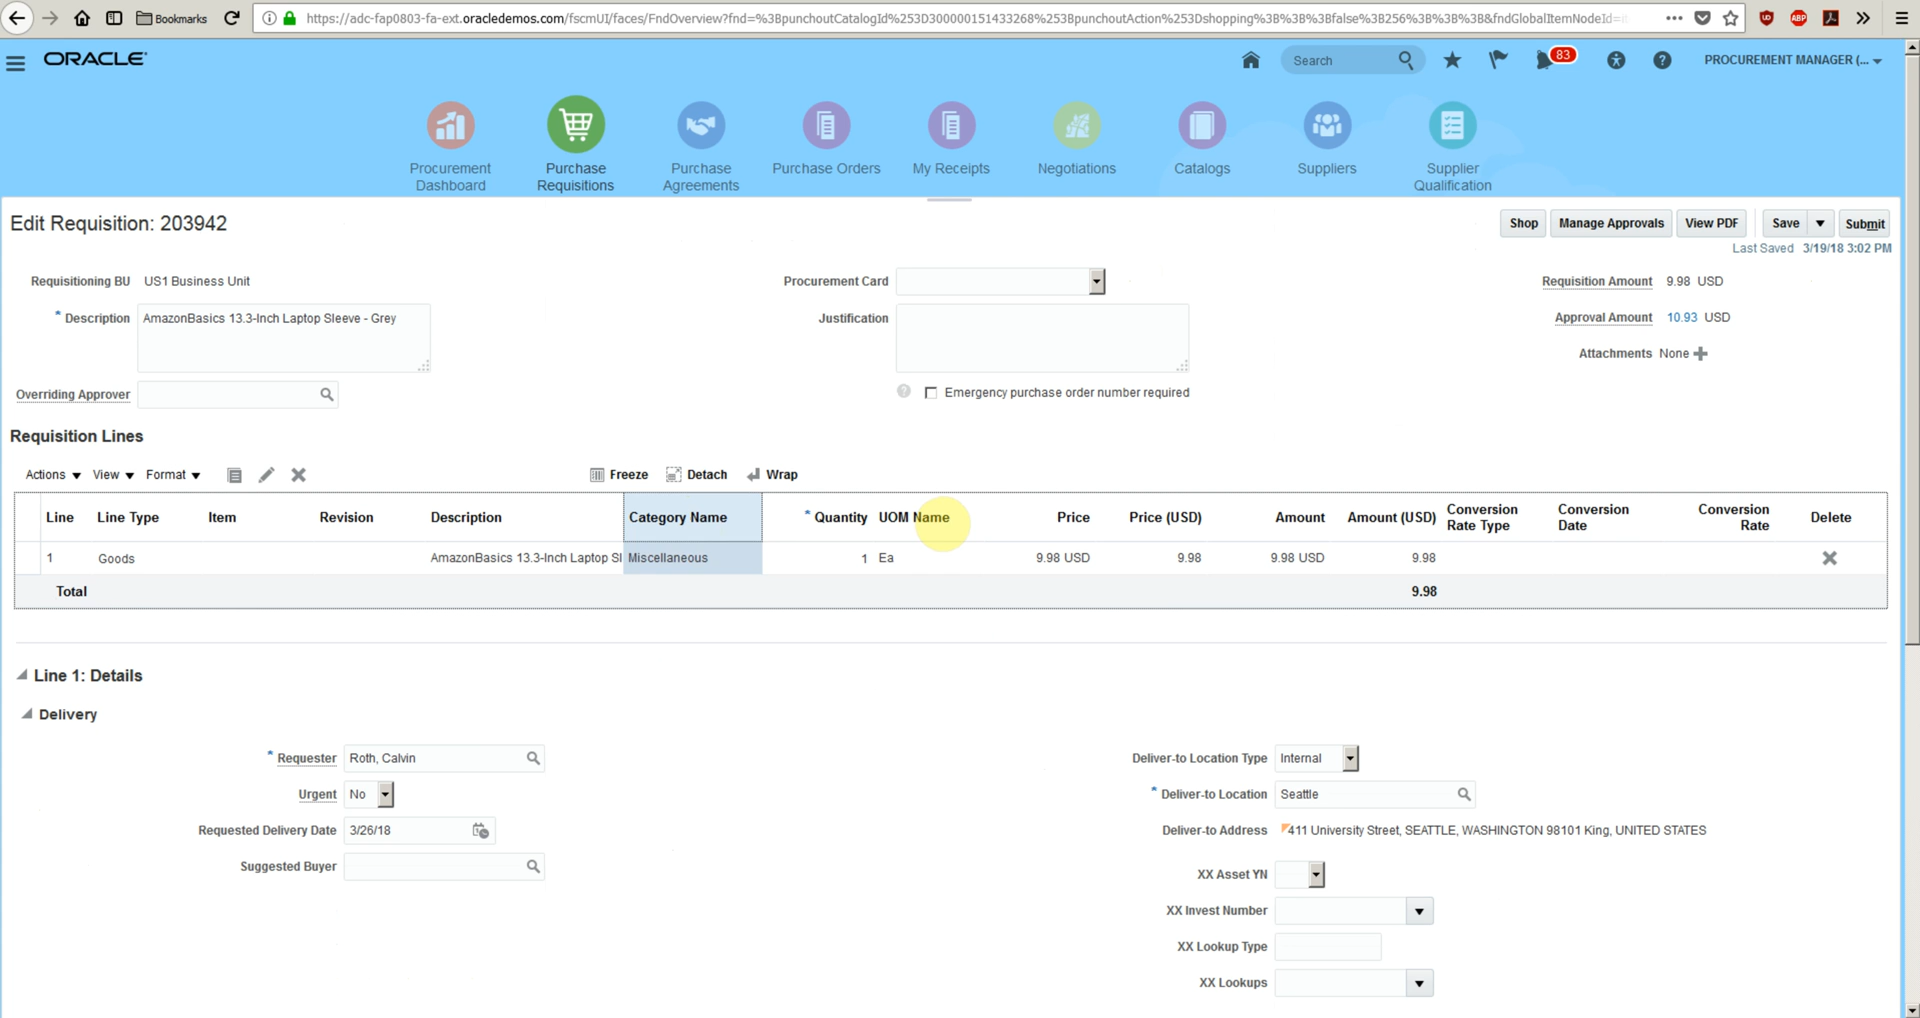 Bookmarks
https://adc-fap0803-fa-ext.oracledemos.com/fscmUI/faces/FndOverview?fnd=%3BpunchoutCatalogId%253D300000151433268%253BpunchoutAction%253Dshopping%3B%3B%3Bfalse%3B256%3B%3B%3B&fndGlobalItemNodeId=
ORACLE
Search
83
PROCUREMENT MANAGER (...
Procurement Dashboard
Purchase Requisitions
Purchase Agreements
Purchase Orders
My Receipts
Negotiations
Catalogs
Suppliers
Supplier Qualification
Edit Requisition: 203942
Shop
Manage Approvals
View PDF
Save
Submit
Last Saved 3/19/18 3:02 PM
Requisitioning BU US1 Business Unit
Procurement Card
Requisition Amount 9.98 USD
* Description AmazonBasics 13.3-Inch Laptop Sleeve - Grey
Justification
Approval Amount 10.93 USD
Attachments None
Overriding Approver
Emergency purchase order number required
Requisition Lines
Actions View Format Freeze Detach Wrap
Line Line Type Item Revision Description Category Name * Quantity UOM Name Price Price (USD) Amount Amount (USD) Conversion Rate Type Conversion Date Conversion Rate Delete
1 Goods AmazonBasics 13.3-Inch Laptop Sl Miscellaneous 1 Ea 9.98 USD 9.98 9.98 USD 9.98
Total 9.98
Line 1: Details
Delivery
* Requester Roth, Calvin
Deliver-to Location Type Internal
Urgent No
* Deliver-to Location Seattle
Requested Delivery Date 3/26/18
Deliver-to Address 411 University Street, SEATTLE, WASHINGTON 98101 King, UNITED STATES
Suggested Buyer
XX Asset YN
XX Invest Number
XX Lookup Type
XX Lookups